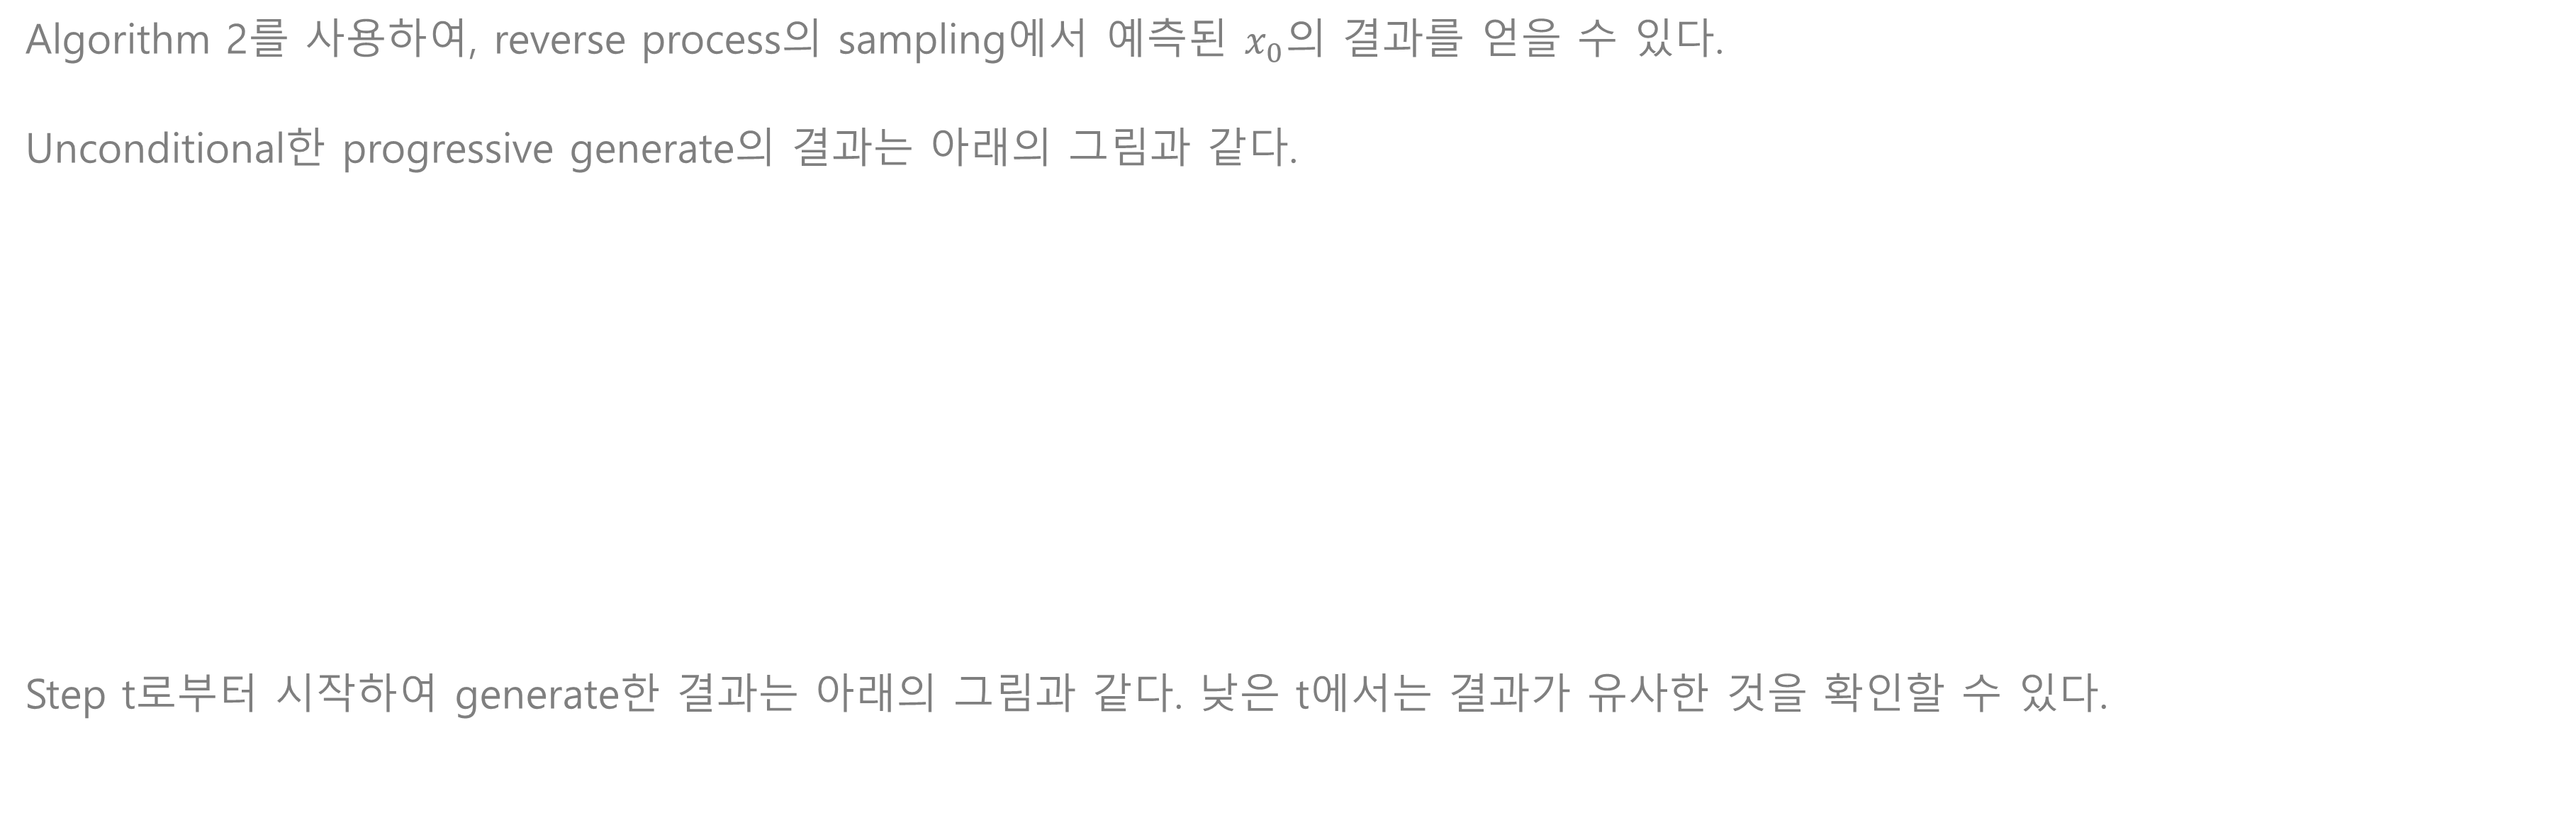 Algorithm 2를 사용하여, reverse process의 sampling에서 예측된 x₀의 결과를 얻을 수 있다.
Unconditional한 progressive generate의 결과는 아래의 그림과 같다.
Step t로부터 시작하여 generate한 결과는 아래의 그림과 같다. 낮은 t에서는 결과가 유사한 것을 확인할 수 있다.